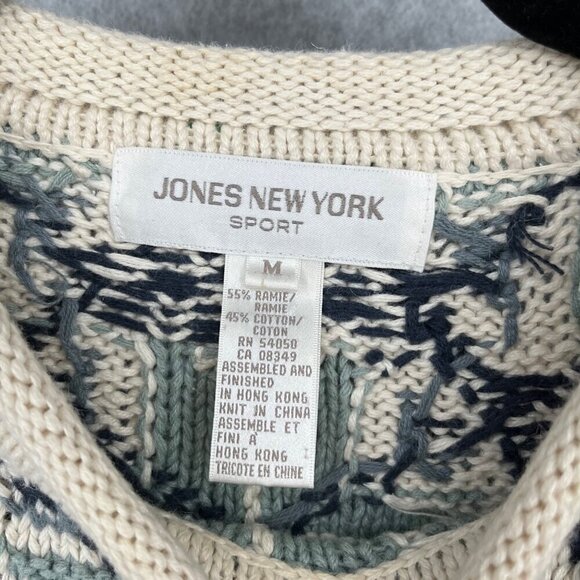 JONES NEW YORK
SPORT
M
55% RAMIE/
RAMIE
45% COTTON/
COTON
RN 54050
CA 08349
ASSEMBLED AND
FINISHED
IN HONG KONG
KNIT IN CHINA
ASSEMBLE ET
FINI A
HONG KONG
TRICOTE EN CHINE